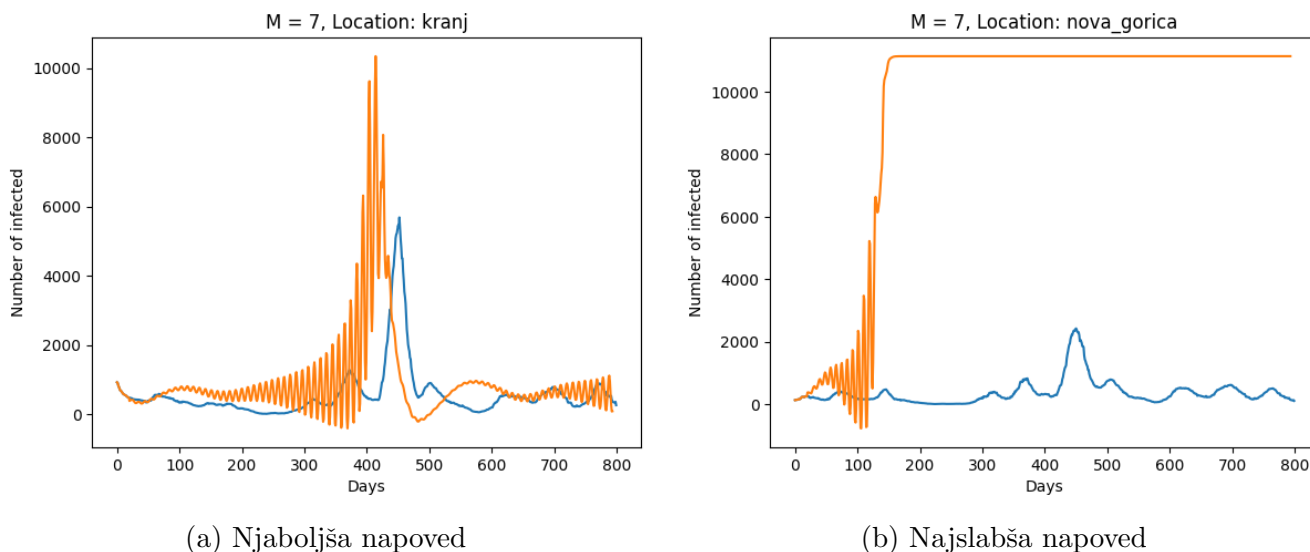 M = 7, Location: kranj
Number of infected
10000
8000
6000
4000
2000
0
0 100 200 300 400 500 600 700 800
Days
(a) Njaboljša napoved
M = 7, Location: nova_gorica
Number of infected
10000
8000
6000
4000
2000
0
0 100 200 300 400 500 600 700 800
Days
(b) Najslabša napoved